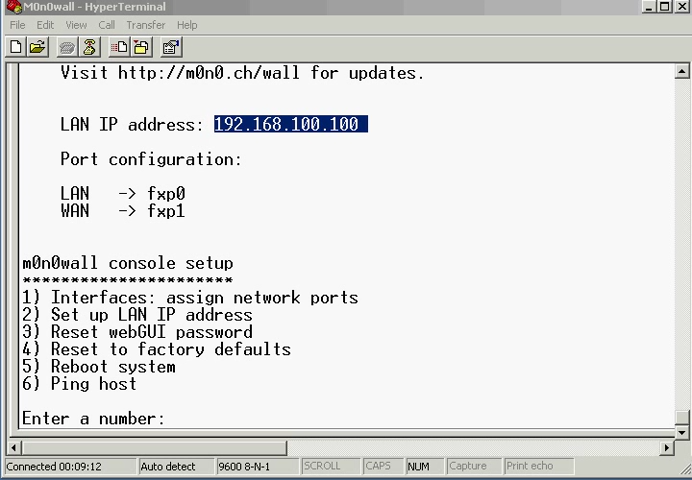 M0n0wall - HyperTerminal
File Edit View Call Transfer Help
Visit http://m0n0.ch/wall for updates.
LAN IP address: 192.168.100.100
Port configuration:
LAN -> fxp0
WAN -> fxp1
m0n0wall console setup
**********************
1) Interfaces: assign network ports
2) Set up LAN IP address
3) Reset webGUI password
4) Reset to factory defaults
5) Reboot system
6) Ping host
Enter a number:
Connected 00:09:12 Auto detect 9600 8-N-1 SCROLL CAPS NUM Capture Print echo